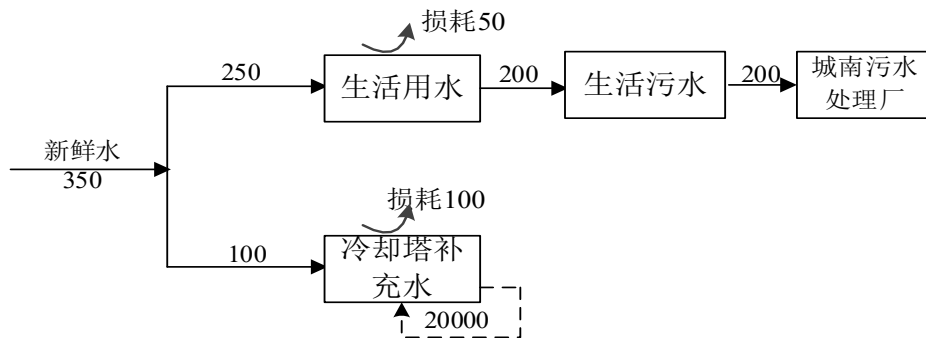 损耗50
250
生活用水
200
生活污水
200
城南污水
处理厂
新鲜水
350
损耗100
100
冷却塔补
充水
20000